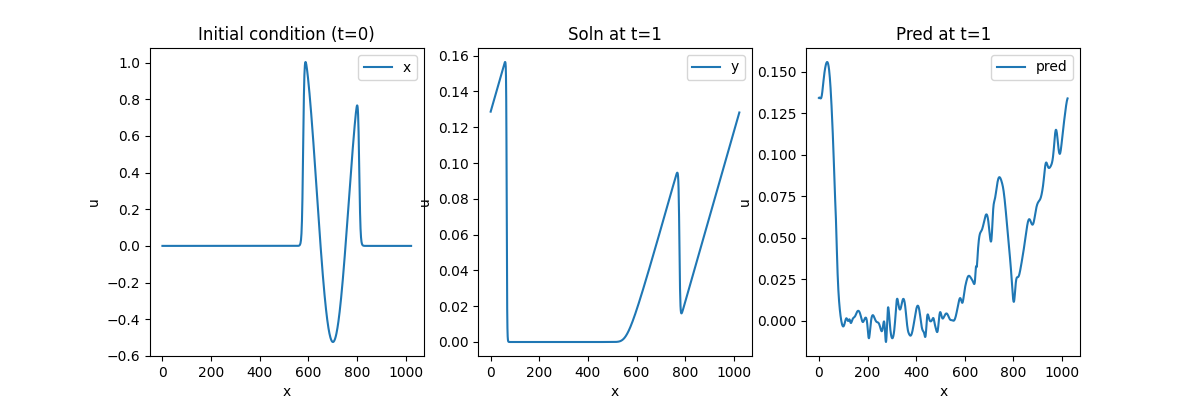 Initial condition (t=0)
x
1.0
0.8
0.6
0.4
0.2
0.0
−0.2
−0.4
−0.6
u
0 200 400 600 800 1000
x
Soln at t=1
y
0.16
0.14
0.12
0.10
0.08
0.06
0.04
0.02
0.00
u
0 200 400 600 800 1000
x
Pred at t=1
pred
0.150
0.125
0.100
0.075
0.050
0.025
0.000
u
0 200 400 600 800 1000
x